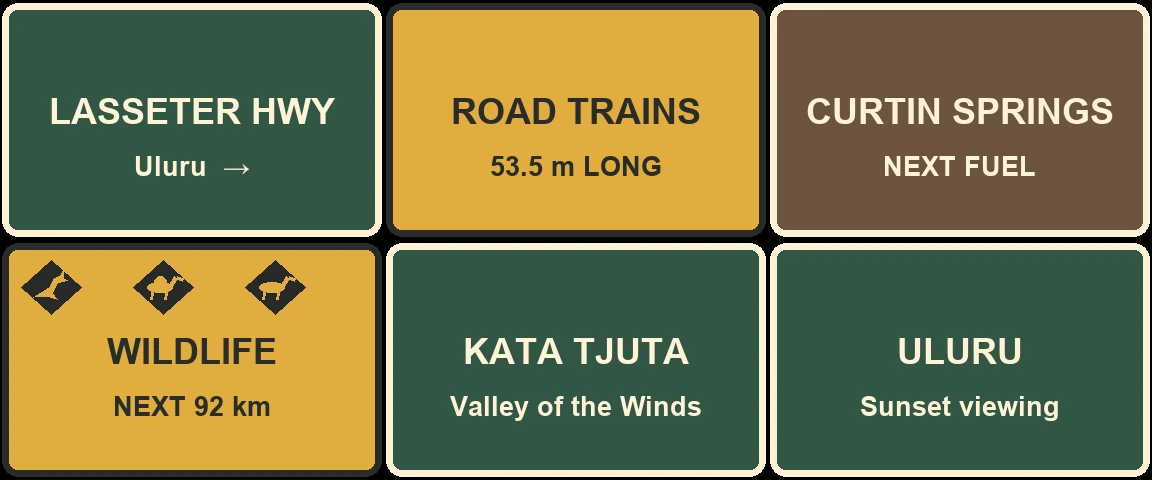 LASSETER HWY
Uluru →
ROAD TRAINS
53.5 m LONG
CURTIN SPRINGS
NEXT FUEL
WILDLIFE
NEXT 92 km
KATA TJUTA
Valley of the Winds
ULURU
Sunset viewing